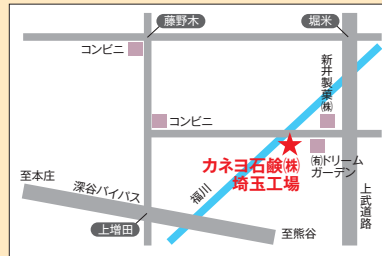 藤野木
堀米
コンビニ
新井製菓㈱
コンビニ
カネヨ石鹸㈱
埼玉工場
㈲ドリーム
ガーデン
至本庄
深谷バイパス
福川
上武道路
上増田
至熊谷